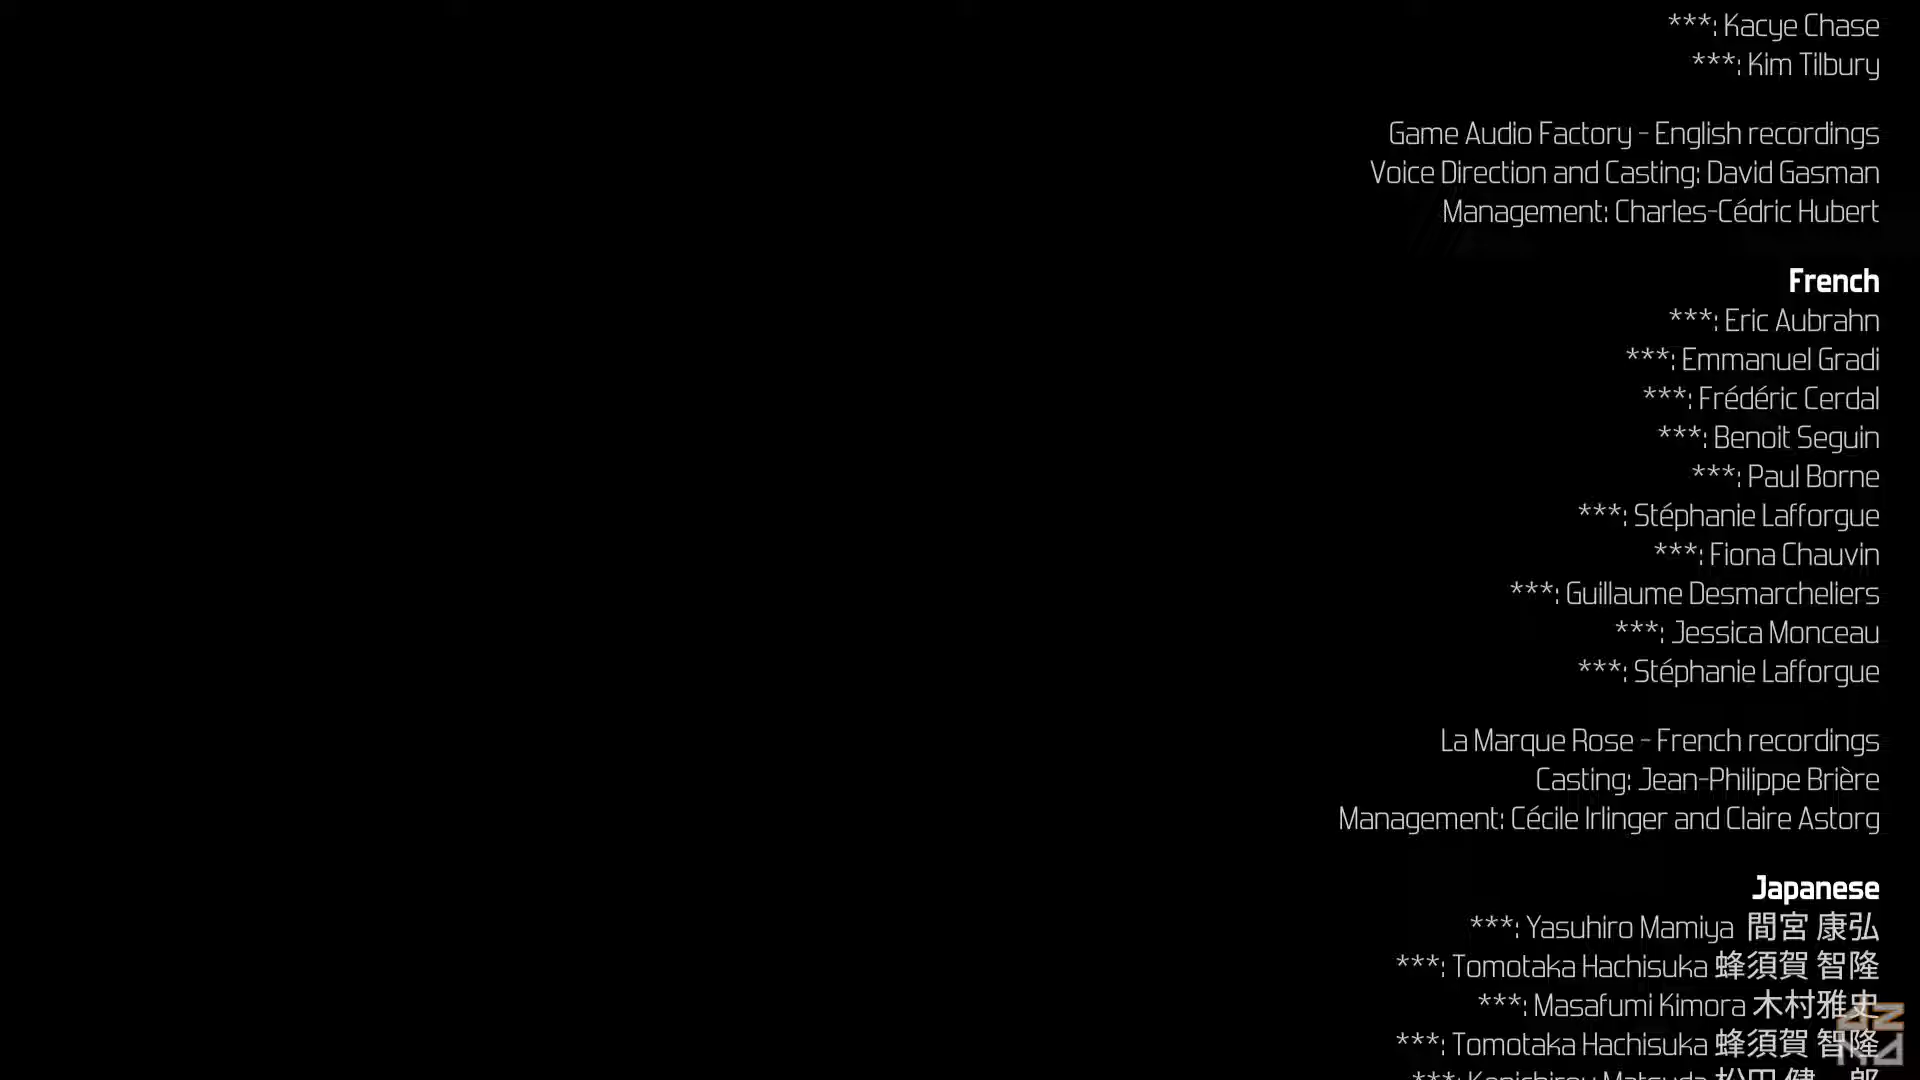 ***: Kacye Chase
***: Kim Tilbury
Game Audio Factory - English recordings
Voice Direction and Casting: David Gasman
Management: Charles-Cédric Hubert
French
***: Eric Aubrahn
***: Emmanuel Gradi
***: Frédéric Cerdal
***: Benoit Seguin
***: Paul Borne
***: Stéphanie Lafforgue
***: Fiona Chauvin
***: Guillaume Desmarcheliers
***: Jessica Monceau
***: Stéphanie Lafforgue
La Marque Rose - French recordings
Casting: Jean-Philippe Brière
Management: Cécile Irlinger and Claire Astorg
Japanese
***: Yasuhiro Mamiya 間宮 康弘
***: Tomotaka Hachisuka 蜂須賀 智隆
***: Masafumi Kimora 木村雅史
***: Tomotaka Hachisuka 蜂須賀 智隆